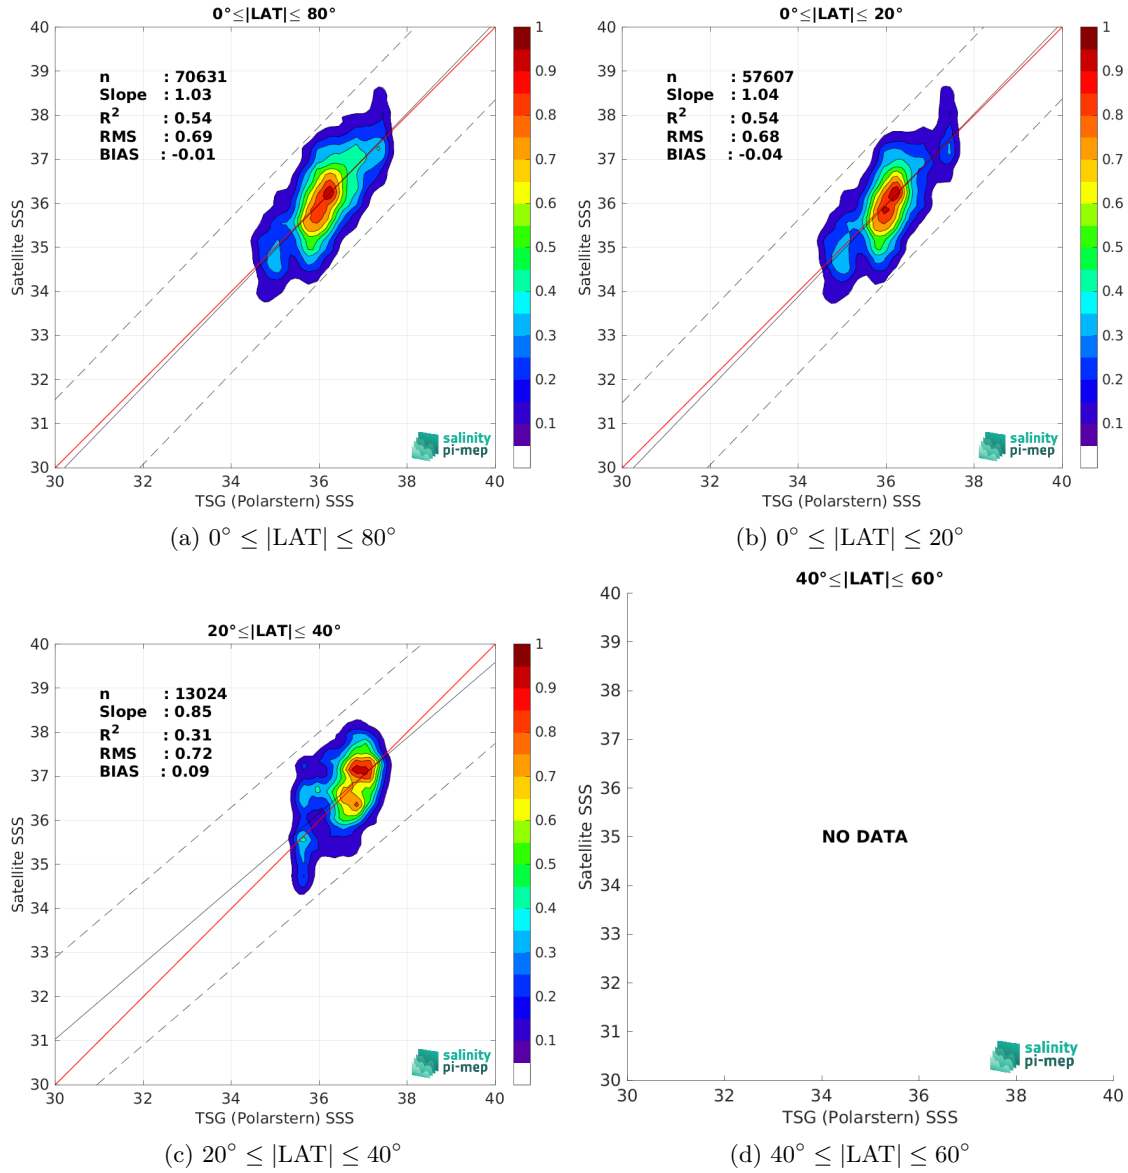 0°≤|LAT|≤ 80°
40
39
38
37
36
35
34
33
32
31
30
30 32 34 36 38 40
n : 70631
Slope : 1.03
R² : 0.54
RMS : 0.69
BIAS : -0.01
Satellite SSS
TSG (Polarstern) SSS
salinity
pi-mep
1
0.9
0.8
0.7
0.6
0.5
0.4
0.3
0.2
0.1
(a) 0° ≤ |LAT| ≤ 80°
0°≤|LAT|≤ 20°
40
39
38
37
36
35
34
33
32
31
30
30 32 34 36 38 40
n : 57607
Slope : 1.04
R² : 0.54
RMS : 0.68
BIAS : -0.04
Satellite SSS
TSG (Polarstern) SSS
salinity
pi-mep
1
0.9
0.8
0.7
0.6
0.5
0.4
0.3
0.2
0.1
(b) 0° ≤ |LAT| ≤ 20°
20°≤|LAT|≤ 40°
40
39
38
37
36
35
34
33
32
31
30
30 32 34 36 38 40
n : 13024
Slope : 0.85
R² : 0.31
RMS : 0.72
BIAS : 0.09
Satellite SSS
TSG (Polarstern) SSS
salinity
pi-mep
1
0.9
0.8
0.7
0.6
0.5
0.4
0.3
0.2
0.1
(c) 20° ≤ |LAT| ≤ 40°
40°≤|LAT|≤ 60°
40
39
38
37
36
35
34
33
32
31
30
30 32 34 36 38 40
NO DATA
Satellite SSS
TSG (Polarstern) SSS
salinity
pi-mep
(d) 40° ≤ |LAT| ≤ 60°